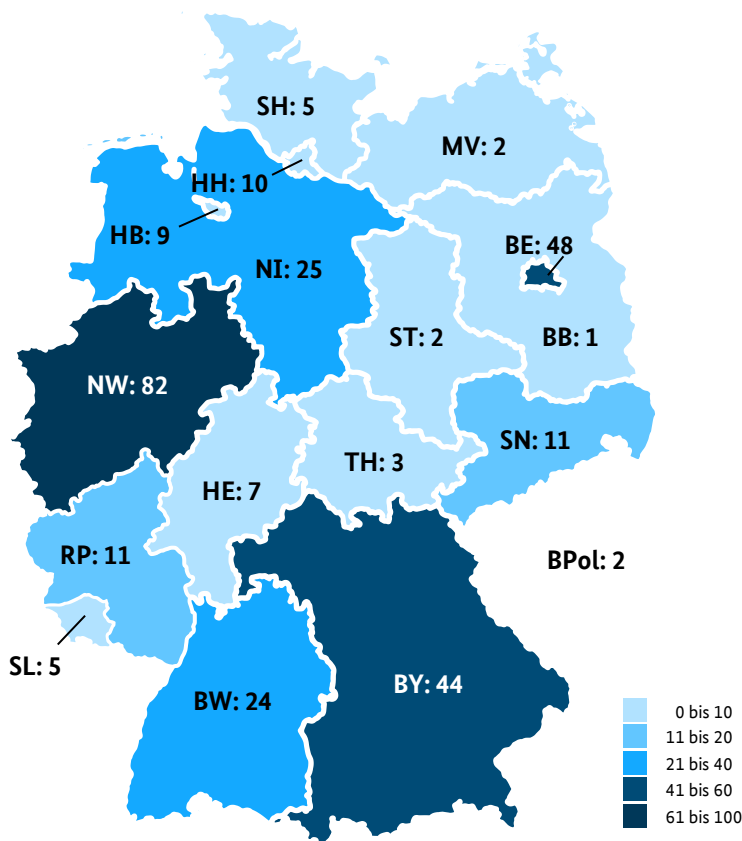 SH: 5
MV: 2
HH: 10
HB: 9
BE: 48
NI: 25
ST: 2
BB: 1
NW: 82
SN: 11
TH: 3
HE: 7
RP: 11
BPol: 2
SL: 5
BY: 44
BW: 24
0 bis 10
11 bis 20
21 bis 40
41 bis 60
61 bis 100